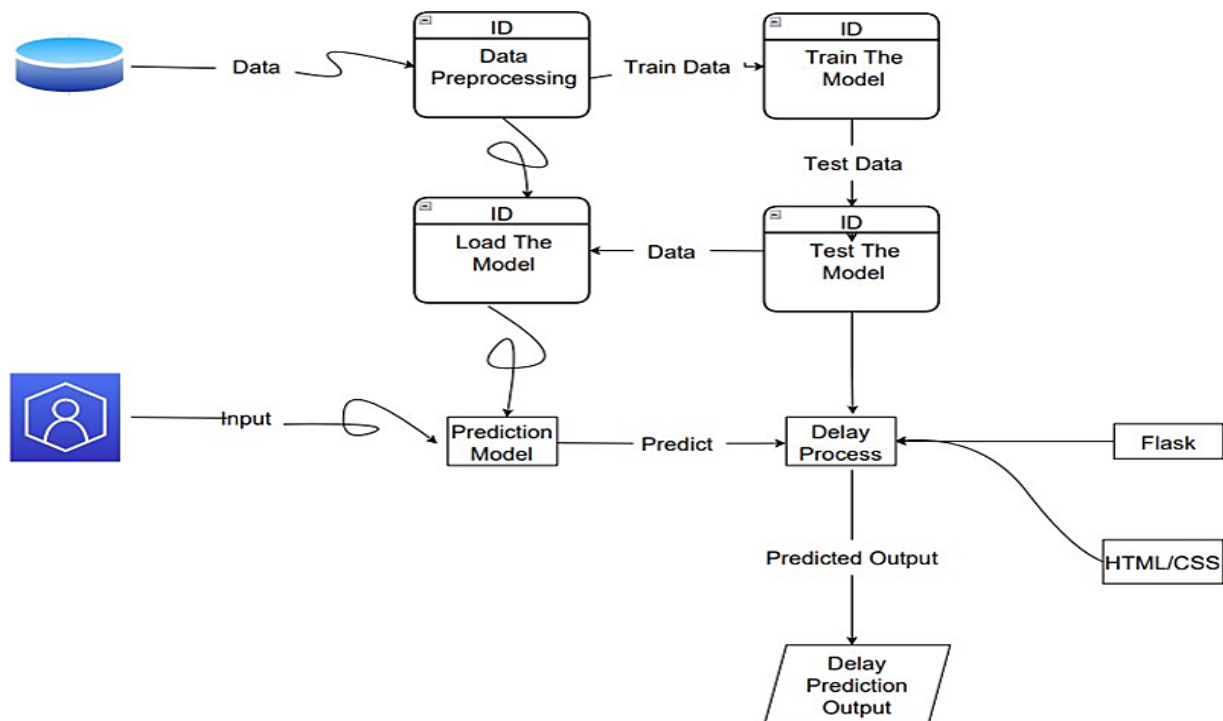 ID
Data
Preprocessing
ID
Train The
Model
Data
Train Data
Test Data
ID
Load The
Model
Data
ID
Test The
Model
Input
Prediction
Model
Predict
Delay
Process
Flask
Predicted Output
HTML/CSS
Delay
Prediction
Output